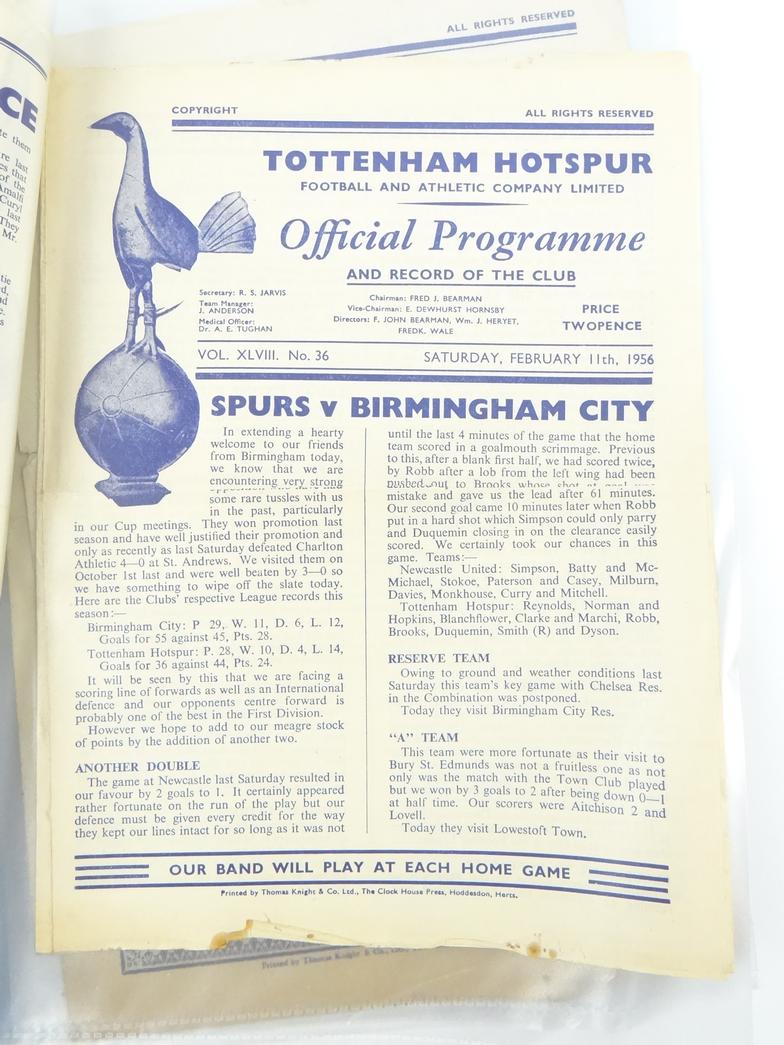 ALL RIGHTS RESERVED
CE
COPYRIGHT
ALL RIGHTS RESERVED
TOTTENHAM HOTSPUR
FOOTBALL AND ATHLETIC COMPANY LIMITED
Official Programme
AND RECORD OF THE CLUB
Secretary: R. S. JARVIS
Team Manager:
J. ANDERSON
Medical Officer:
Dr. A. E. TUGHAN
Chairman: FRED J. BEARMAN
Vice-Chairman: E. DEWHURST HORNSBY
Directors: F. JOHN BEARMAN, Wm. J. HERYET,
FREDK. WALE
PRICE
TWOPENCE
VOL. XLVIII. No. 36
SATURDAY, FEBRUARY 11th, 1956
SPURS v BIRMINGHAM CITY
In extending a hearty
welcome to our friends
from Birmingham today,
we know that we are
encountering very strong
some rare tussles with us
in the past, particularly
in our Cup meetings. They won promotion last
season and have well justified their promotion and
only as recently as last Saturday defeated Charlton
Athletic 4—0 at St. Andrews. We visited them on
October 1st last and were well beaten by 3—0 so
we have something to wipe off the slate today.
Here are the Clubs' respective League records this
season:—
Birmingham City: P 29, W. 11, D. 6, L. 12,
Goals for 55 against 45, Pts. 28.
Tottenham Hotspur: P. 28, W. 10, D. 4, L. 14,
Goals for 36 against 44, Pts. 24.
It will be seen by this that we are facing a
scoring line of forwards as well as an International
defence and our opponents centre forward is
probably one of the best in the First Division.
However we hope to add to our meagre stock
of points by the addition of another two.
ANOTHER DOUBLE
The game at Newcastle last Saturday resulted in
our favour by 2 goals to 1. It certainly appeared
rather fortunate on the run of the play but our
defence must be given every credit for the way
they kept our lines intact for so long as it was not
until the last 4 minutes of the game that the home
team scored in a goalmouth scrimmage. Previous
to this, after a blank first half, we had scored twice,
by Robb after a lob from the left wing had been
pushed out to Brooks whose shot at goal was
mistake and gave us the lead after 61 minutes.
Our second goal came 10 minutes later when Robb
put in a hard shot which Simpson could only parry
and Duquemin closing in on the clearance easily
scored. We certainly took our chances in this
game. Teams:—
Newcastle United: Simpson, Batty and Mc-
Michael, Stokoe, Paterson and Casey, Milburn,
Davies, Monkhouse, Curry and Mitchell.
Tottenham Hotspur: Reynolds, Norman and
Hopkins, Blanchflower, Clarke and Marchi, Robb,
Brooks, Duquemin, Smith (R) and Dyson.
RESERVE TEAM
Owing to ground and weather conditions last
Saturday this team's key game with Chelsea Res.
in the Combination was postponed.
Today they visit Birmingham City Res.
"A" TEAM
This team were more fortunate as their visit to
Bury St. Edmunds was not a fruitless one as not
only was the match with the Town Club played
but we won by 3 goals to 2 after being down 0—1
at half time. Our scorers were Aitchison 2 and
Lovell.
Today they visit Lowestoft Town.
OUR BAND WILL PLAY AT EACH HOME GAME
Printed by Thomas Knight & Co. Ltd., The Clock House Press, Hoddesdon, Herts.
Printed by Thomas Knight & Co.